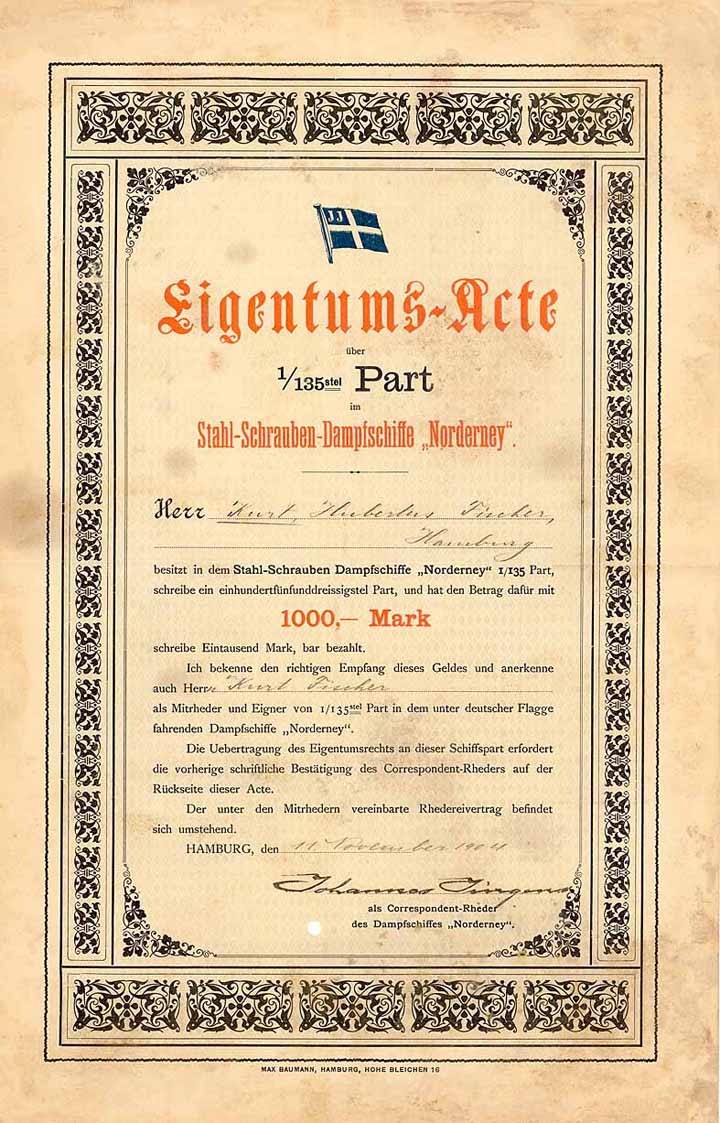 JJ
Eigentums-Acte
über
1/135stel Part
im
Stahl-Schrauben-Dampfschiffe „Norderney“.
Herr Kurt, Hubertus Fischer,
Hamburg
besitzt in dem Stahl-Schrauben Dampfschiffe „Norderney“ 1/135 Part,
schreibe ein einhundertfünfunddreissigstel Part, und hat den Betrag dafür mit
1000,— Mark
schreibe Eintausend Mark, bar bezahlt.
Ich bekenne den richtigen Empfang dieses Geldes und anerkenne
auch Herrn Kurt Fischer
als Mitrheder und Eigner von 1/135stel Part in dem unter deutscher Flagge
fahrenden Dampfschiffe „Norderney“.
Die Uebertragung des Eigentumsrechts an dieser Schiffspart erfordert
die vorherige schriftliche Bestätigung des Correspondent-Rheders auf der
Rückseite dieser Acte.
Der unter den Mitrhedern vereinbarte Rhedereivertrag befindet
sich umstehend.
HAMBURG, den 11. November 1904
Johannes
als Correspondent-Rheder
des Dampfschiffes „Norderney“.
MAX BAUMANN, HAMBURG, HOHE BLEICHEN 16